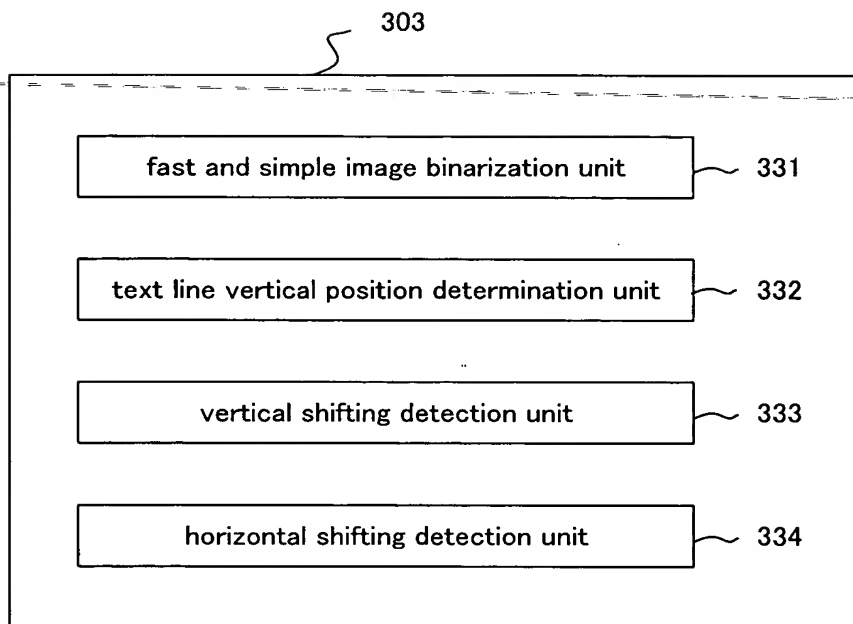 303
fast and simple image binarization unit 331
text line vertical position determination unit 332
vertical shifting detection unit 333
horizontal shifting detection unit 334